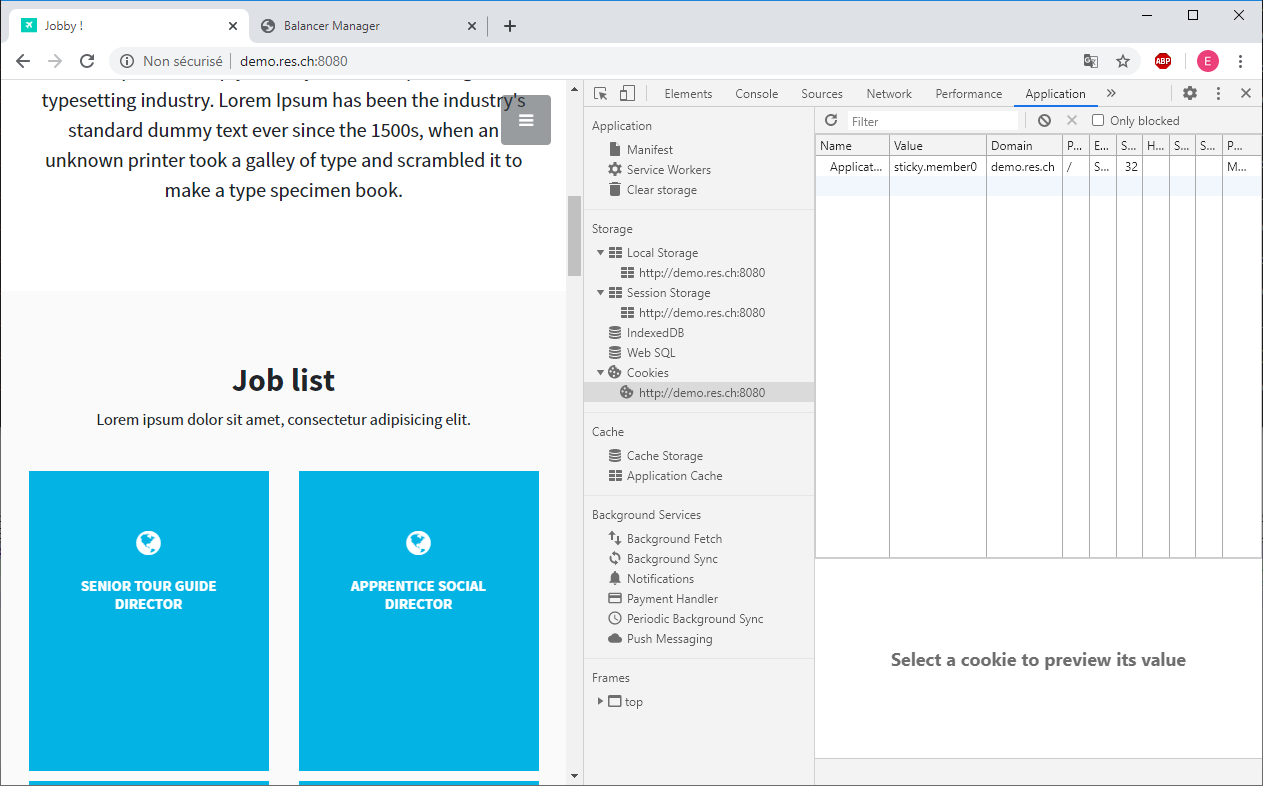 Jobby !
Balancer Manager
Non sécurisé
demo.res.ch:8080
ABP
E
typesetting industry. Lorem Ipsum has been the industry's
standard dummy text ever since the 1500s, when an
unknown printer took a galley of type and scrambled it to
make a type specimen book.
Job list
Lorem ipsum dolor sit amet, consectetur adipisicing elit.
SENIOR TOUR GUIDE
DIRECTOR
APPRENTICE SOCIAL
DIRECTOR
Elements Console Sources Network Performance Application »
Application
Manifest
Service Workers
Clear storage
Storage
Local Storage
http://demo.res.ch:8080
Session Storage
http://demo.res.ch:8080
IndexedDB
Web SQL
Cookies
http://demo.res.ch:8080
Cache
Cache Storage
Application Cache
Background Services
Background Fetch
Background Sync
Notifications
Payment Handler
Periodic Background Sync
Push Messaging
Frames
top
Filter
Only blocked
Name Value Domain P... E... S... H... S... S... P...
Applicat... sticky.member0 demo.res.ch / S... 32 M...
Select a cookie to preview its value